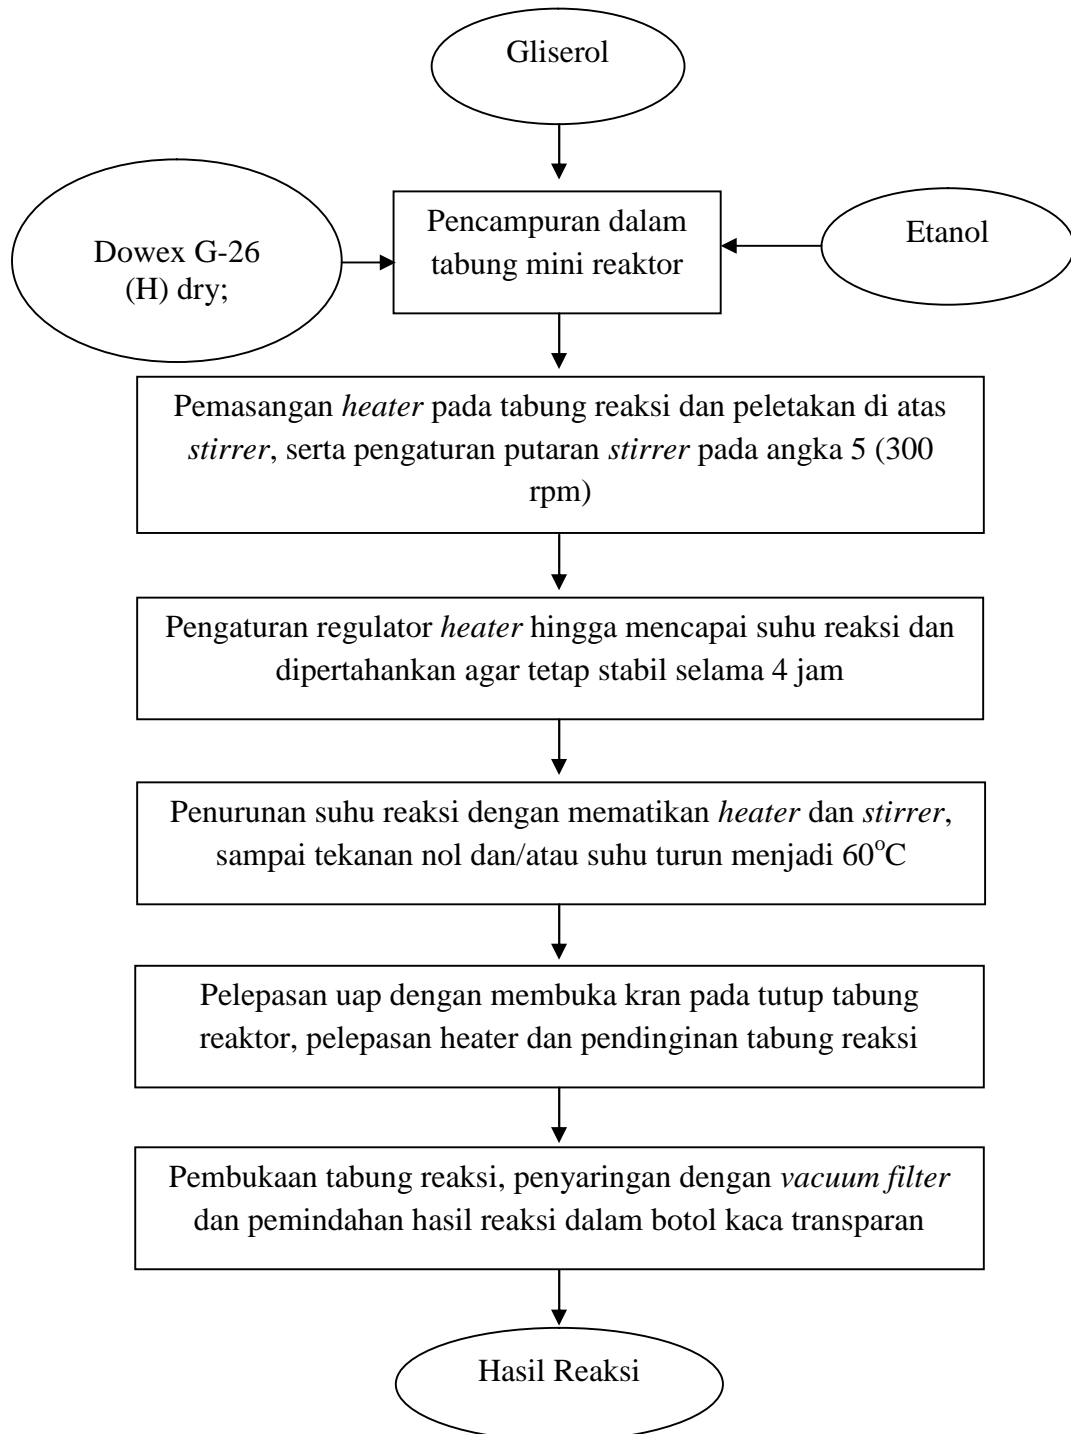 Gliserol
Dowex G-26
(H) dry;
Pencampuran dalam
tabung mini reaktor
Etanol
Pemasangan heater pada tabung reaksi dan peletakan di atas
stirrer, serta pengaturan putaran stirrer pada angka 5 (300
rpm)
Pengaturan regulator heater hingga mencapai suhu reaksi dan
dipertahankan agar tetap stabil selama 4 jam
Penurunan suhu reaksi dengan mematikan heater dan stirrer,
sampai tekanan nol dan/atau suhu turun menjadi 60°C
Pelepasan uap dengan membuka kran pada tutup tabung
reaktor, pelepasan heater dan pendinginan tabung reaksi
Pembukaan tabung reaksi, penyaringan dengan vacuum filter
dan pemindahan hasil reaksi dalam botol kaca transparan
Hasil Reaksi